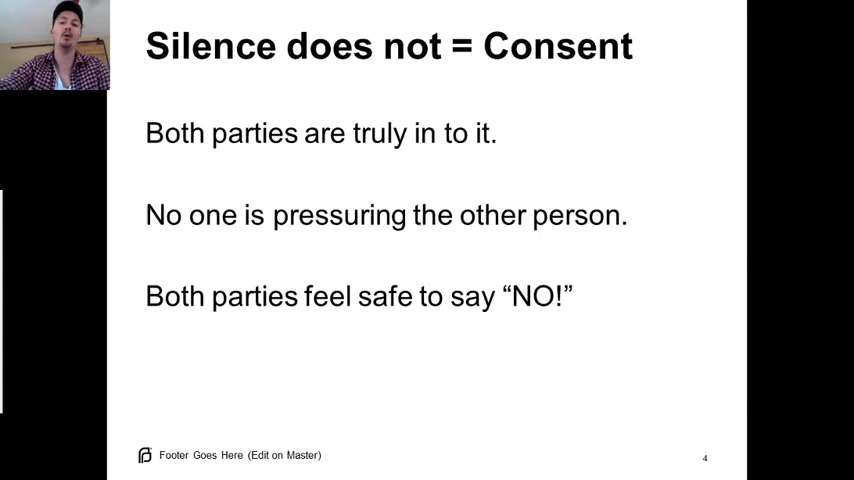 Silence does not = Consent
Both parties are truly in to it.
No one is pressuring the other person.
Both parties feel safe to say “NO!”
Footer Goes Here (Edit on Master)
4